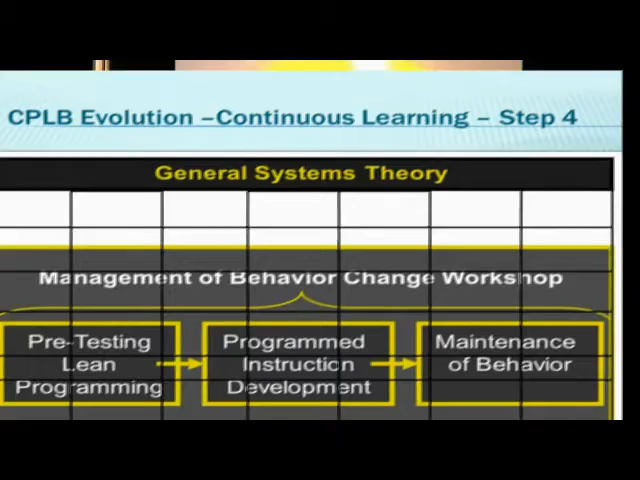 CPLB Evolution –Continuous Learning – Step 4
General Systems Theory
Management of Behavior Change Workshop
Pre-Testing
Lean
Programming
Programmed
Instruction
Development
Maintenance
of Behavior